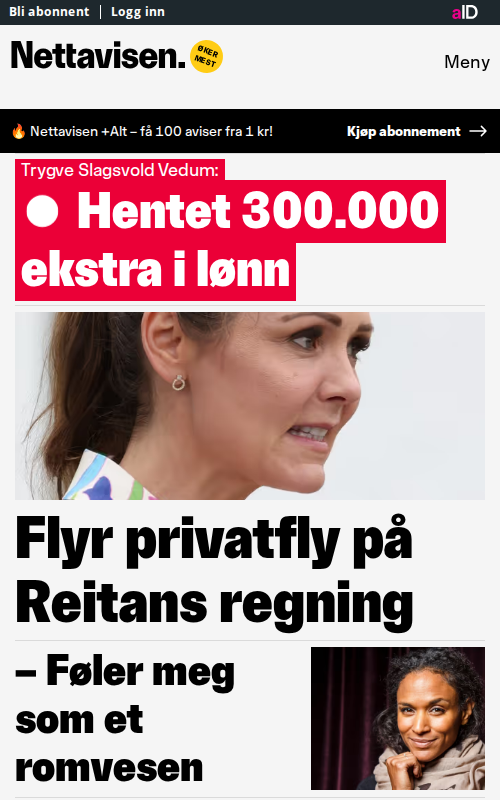 Bli abonnent
Logg inn
aID
Nettavisen.
ØKER
MEST
Meny
🔥 Nettavisen +Alt – få 100 aviser fra 1 kr!
Kjøp abonnement →
Trygve Slagsvold Vedum:
● Hentet 300.000
ekstra i lønn
Flyr privatfly på
Reitans regning
– Føler meg
som et
romvesen